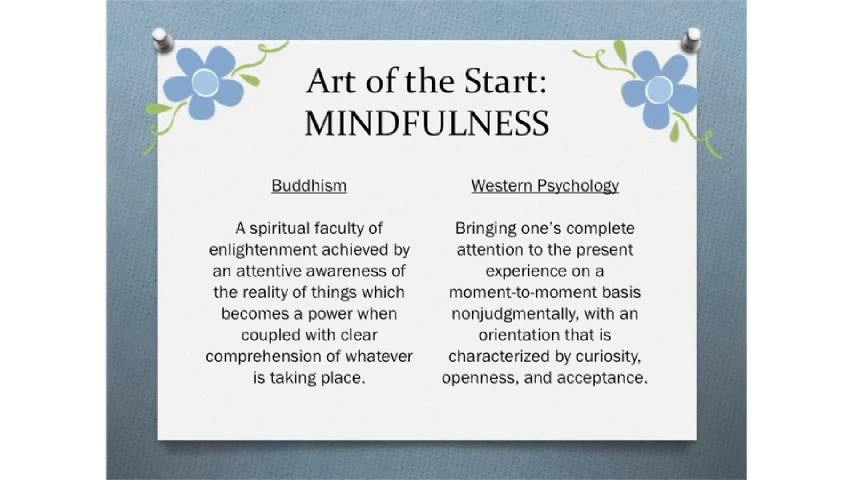 Art of the Start:
MINDFULNESS
Buddhism
A spiritual faculty of
enlightenment achieved by
an attentive awareness of
the reality of things which
becomes a power when
coupled with clear
comprehension of whatever
is taking place.
Western Psychology
Bringing one's complete
attention to the present
experience on a
moment-to-moment basis
nonjudgmentally, with an
orientation that is
characterized by curiosity,
openness, and acceptance.